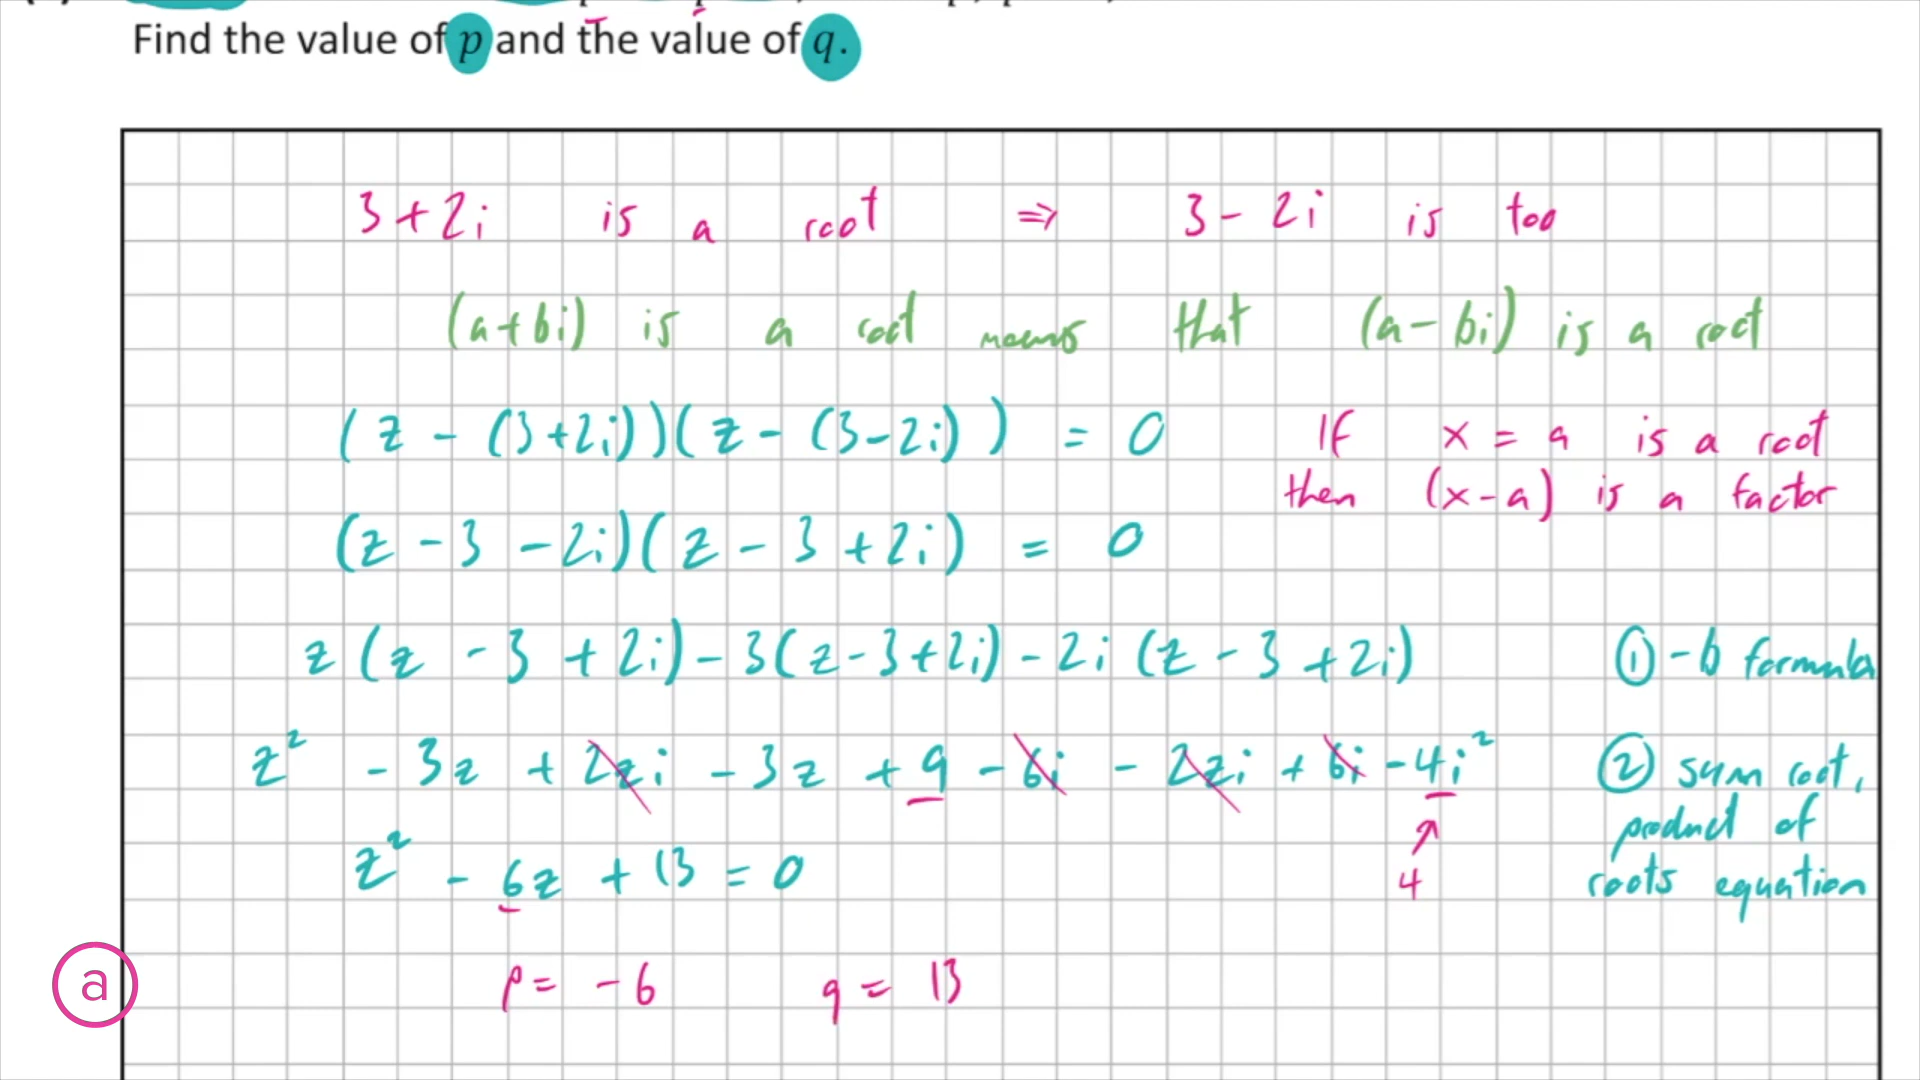 Find the value of p and the value of q.
3+2i is a root ⇒ 3-2i is too
(a+bi) is a root means that (a-bi) is a root
(z - (3+2i))(z - (3-2i)) = 0
If x = a is a root
then (x-a) is a factor
(z - 3 - 2i)(z - 3 + 2i) = 0
z(z - 3 + 2i) - 3(z - 3 + 2i) - 2i(z - 3 + 2i)
① -b formula
z² - 3z + 2zi - 3z + 9 - 6i - 2zi + 6i - 4i²
4
② sum root,
product of
roots equation
z² - 6z + 13 = 0
p = -6 q = 13
a